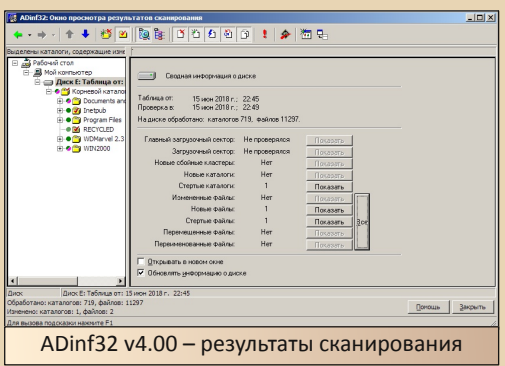 ADinf32: Окно просмотра результатов сканирования
Выделены каталоги, содержащие изме
Рабочий стол
Мой компьютер
Диск E: Таблица от:
Корневой катало
Documents and
Inetpub
Program Files
RECYCLED
WDMarvel 2.3
WIN2000
Сводная информация о диске
Таблица от: 15 июн 2018 г.; 22:45
Проверка в: 15 июн 2018 г.; 22:49
На диске обработано: каталогов 719, файлов 11297.
Главный загрузочный сектор: Не проверялся Показать
Загрузочный сектор: Не проверялся Показать
Новые сбойные кластеры: Нет Показать
Новые каталоги: Нет Показать
Стертые каталоги: 1 Показать
Измененные файлы: Нет Показать
Новые файлы: 1 Показать
Стертые файлы: 1 Показать
Перемещенные файлы: Нет Показать
Переименованные файлы: Нет Показать
Все
Открывать в новом окне
Обновлять информацию о диске
Диск Диск E: Таблица от: 15 июн 2018 г. 22:45
Обработано: каталогов: 719, файлов: 11297
Изменено: каталогов: 1, файлов: 2
Помощь Закрыть
Для вызова подсказки нажмите F1
ADinf32 v4.00 – результаты сканирования